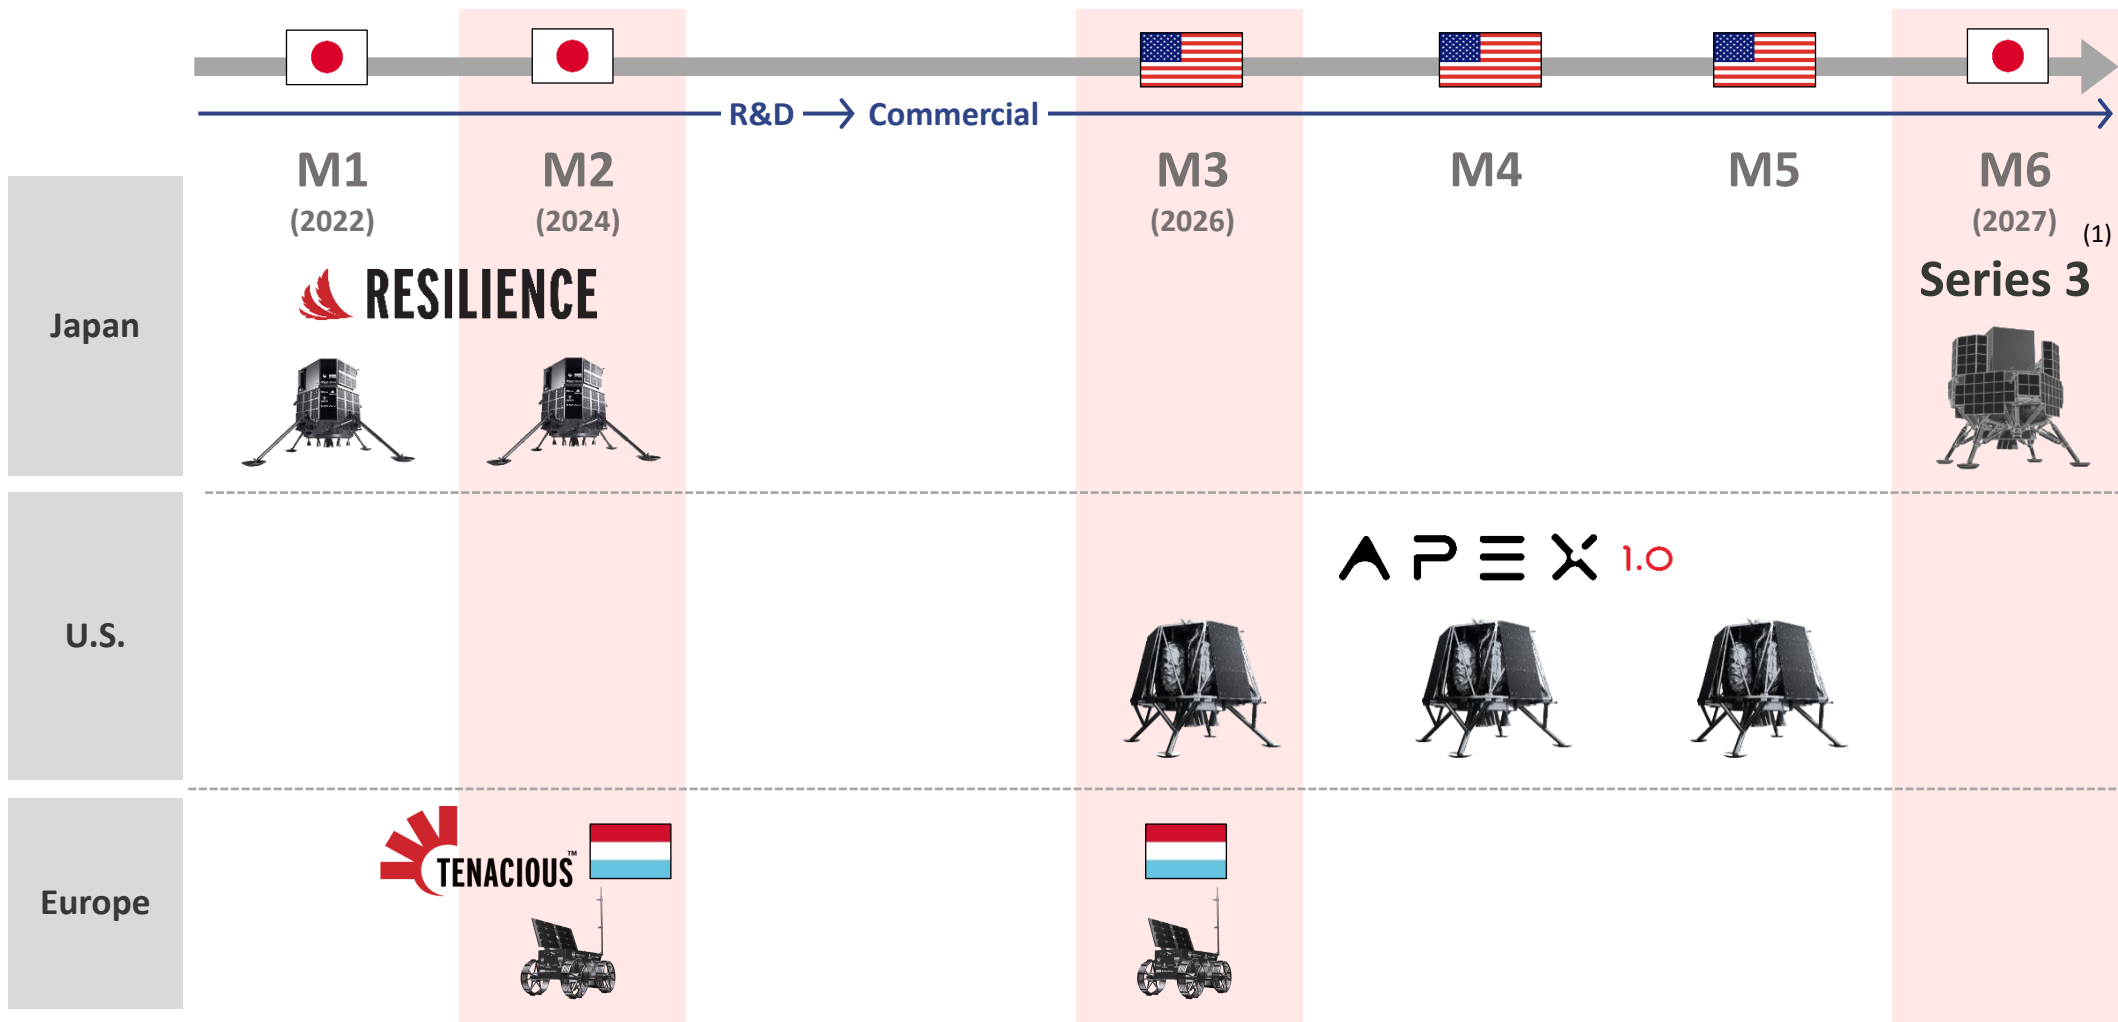 R&D
Commercial
M1
M2
M3
M4
M5
M6
(2022)
(2024)
(2026)
(2027)
(1)
Japan
RESILIENCE
Series 3
U.S.
APEX 1.0
Europe
TENACIOUS™